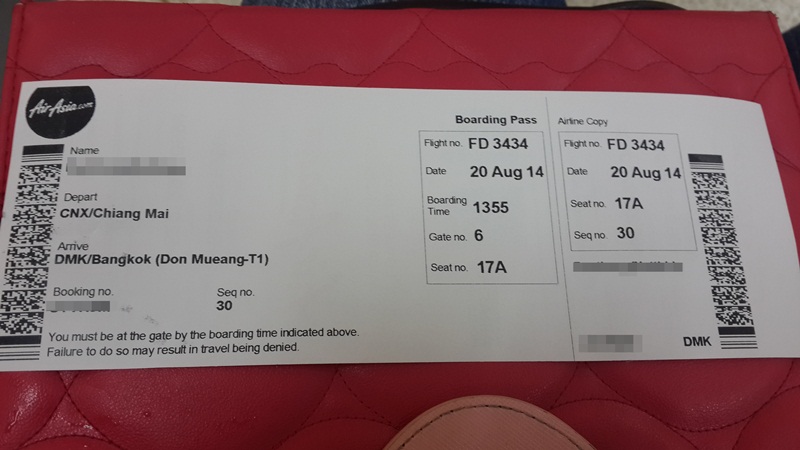 AirAsia.com
Name
Depart
CNX/Chiang Mai
Arrive
DMK/Bangkok (Don Mueang-T1)
Booking no.
Seq no.
30
You must be at the gate by the boarding time indicated above.
Failure to do so may result in travel being denied.
Boarding Pass
Flight no. FD 3434
Date 20 Aug 14
Boarding Time 1355
Gate no. 6
Seat no. 17A
Airline Copy
Flight no. FD 3434
Date 20 Aug 14
Seat no. 17A
Seq no. 30
DMK